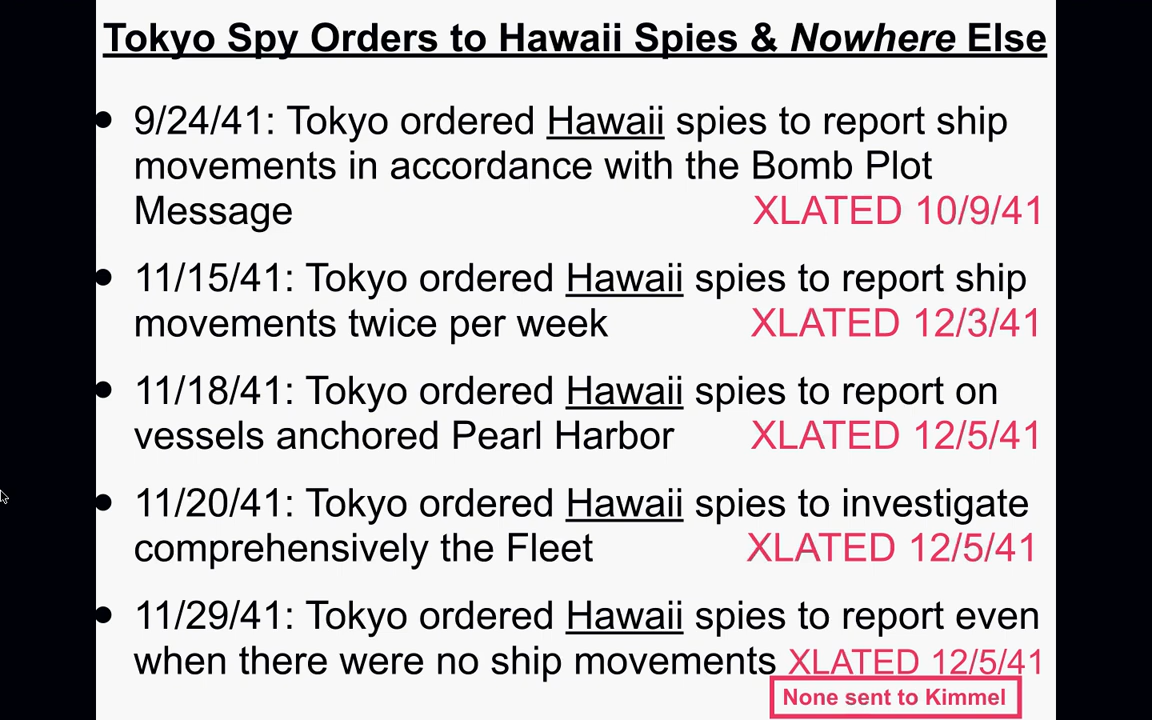 Tokyo Spy Orders to Hawaii Spies & Nowhere Else
• 9/24/41: Tokyo ordered Hawaii spies to report ship
movements in accordance with the Bomb Plot
Message XLATED 10/9/41
• 11/15/41: Tokyo ordered Hawaii spies to report ship
movements twice per week XLATED 12/3/41
• 11/18/41: Tokyo ordered Hawaii spies to report on
vessels anchored Pearl Harbor XLATED 12/5/41
• 11/20/41: Tokyo ordered Hawaii spies to investigate
comprehensively the Fleet XLATED 12/5/41
• 11/29/41: Tokyo ordered Hawaii spies to report even
when there were no ship movements XLATED 12/5/41
None sent to Kimmel